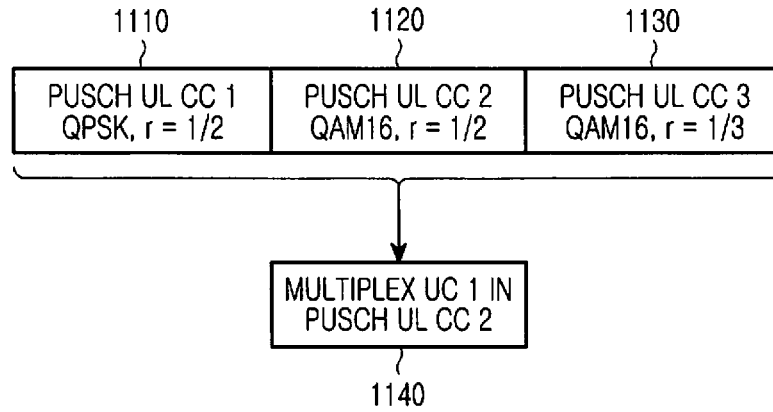 1110
1120
1130
PUSCH UL CC 1
QPSK, r = 1/2
PUSCH UL CC 2
QAM16, r = 1/2
PUSCH UL CC 3
QAM16, r = 1/3
MULTIPLEX UC 1 IN
PUSCH UL CC 2
1140